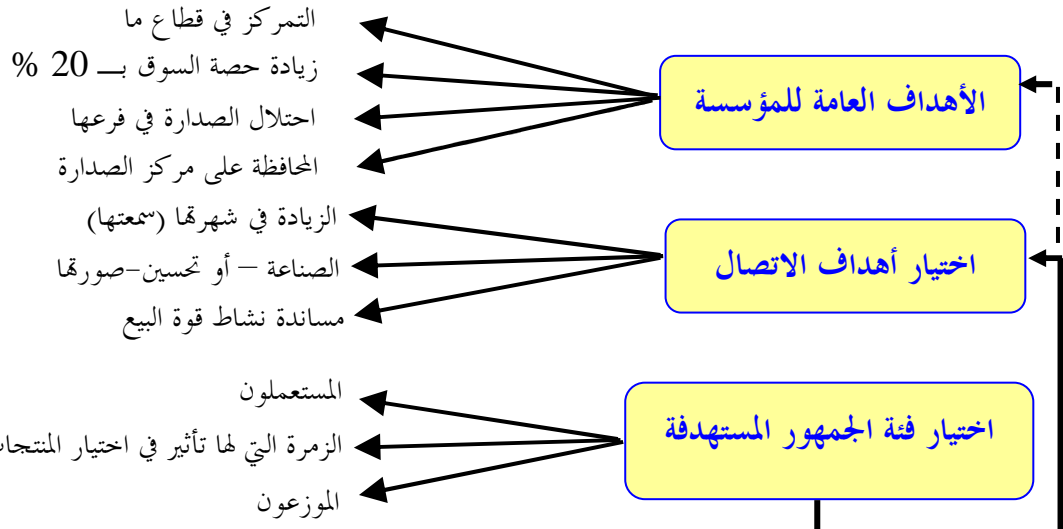 الأهداف العامة للمؤسسة
التمركز في قطاع ما
زيادة حصة السوق بـــ 20 %
احتلال الصدارة في فرعها
المحافظة على مركز الصدارة
اختيار أهداف الاتصال
الزيادة في شهرتها (سمعتها)
الصناعة – أو تحسين-صورتها
مساندة نشاط قوة البيع
اختيار فئة الجمهور المستهدفة
المستعملون
الزمرة التي لها تأثير في اختيار المنتجات
الموزعون